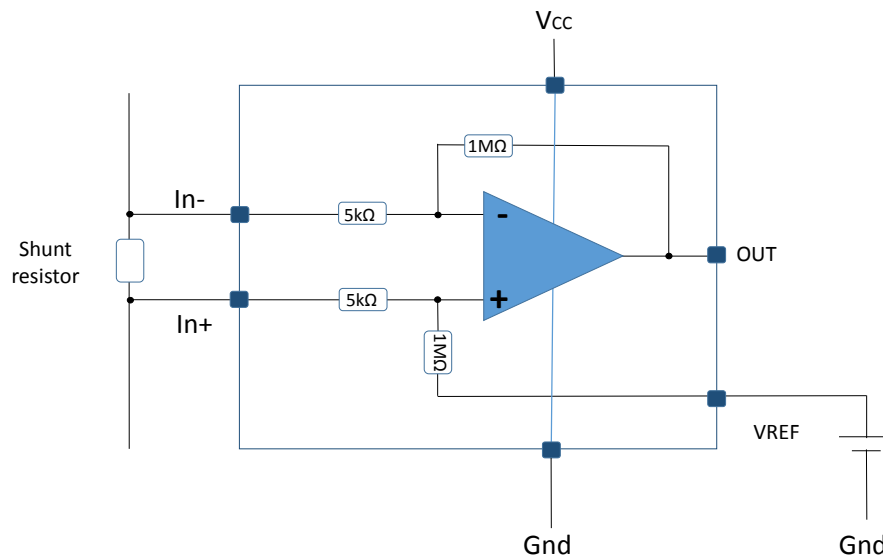 Vcc
1MΩ
In-
5kΩ
-
Shunt
resistor
OUT
5kΩ
+
In+
1MΩ
VREF
Gnd
Gnd